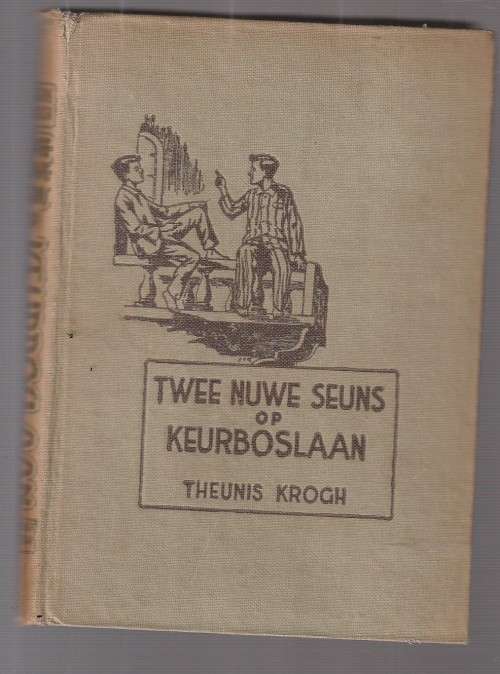 TWEE NUWE SEUNS
OP
KEURBOSLAAN
THEUNIS KROGH